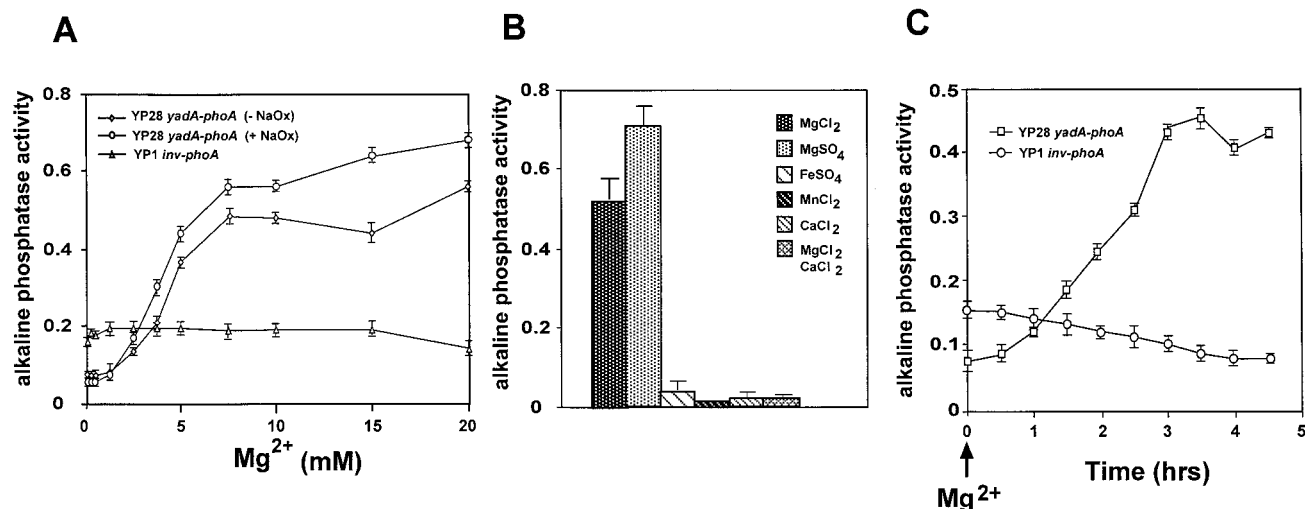 A
alkaline phosphatase activity
0.8
0.6
0.4
0.2
0
YP28 yadA-phoA (- NaOx)
YP28 yadA-phoA (+ NaOx)
YP1 inv-phoA
0
5
10
15
20
Mg2+ (mM)
B
alkaline phosphatase activity
0.8
0.6
0.4
0.2
0
MgCl2
MgSO4
FeSO4
MnCl2
CaCl2
MgCl2
CaCl2
C
alkaline phosphatase activity
0.5
0.4
0.3
0.2
0.1
0
YP28 yadA-phoA
YP1 inv-phoA
0
1
2
3
4
5
Time (hrs)
Mg2+